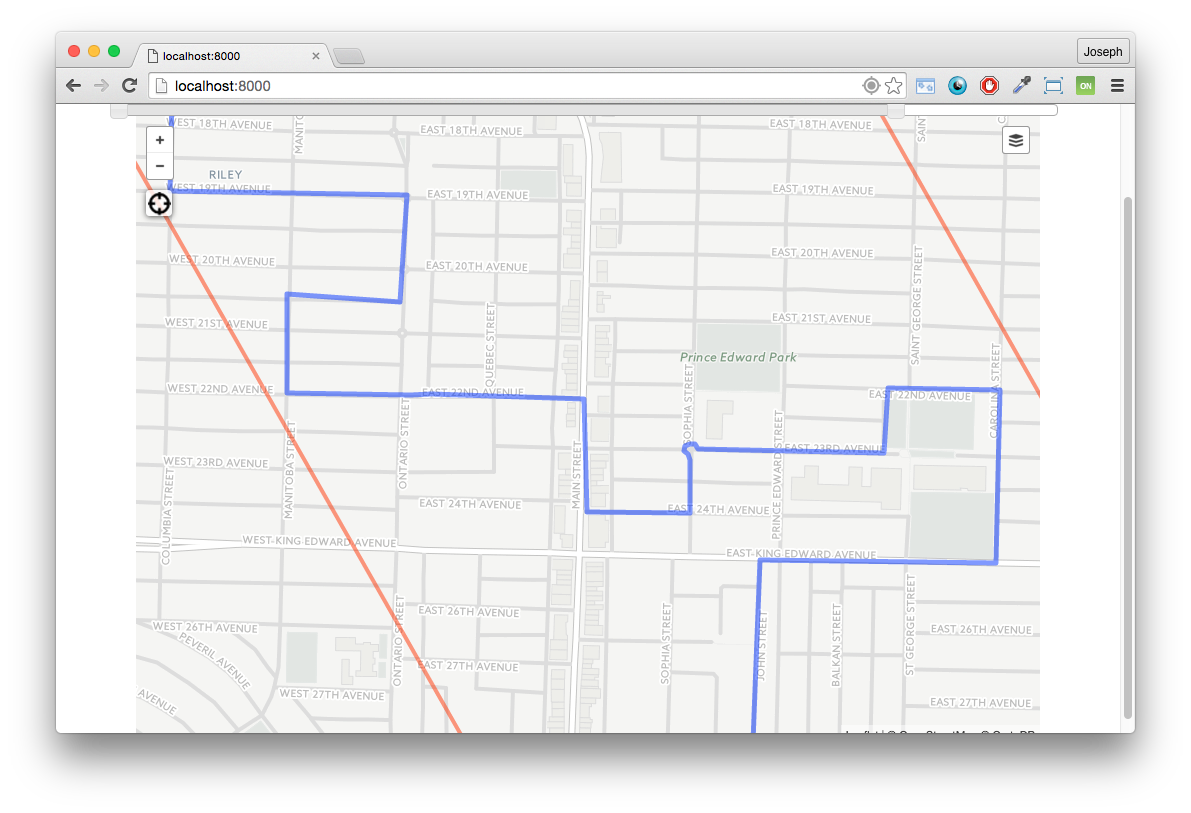 localhost:8000
Joseph
localhost:8000
ON
WEST 18TH AVENUE
EAST 18TH AVENUE
EAST 18TH AVENUE
+
−
RILEY
WEST 19TH AVENUE
EAST 19TH AVENUE
EAST 19TH AVENUE
WEST 20TH AVENUE
EAST 20TH AVENUE
EAST 20TH AVENUE
SAINT GEORGE STREET
WEST 21ST AVENUE
EAST 21ST AVENUE
QUEBEC STREET
Prince Edward Park
CAROLINA STREET
SOPHIA STREET
WEST 22ND AVENUE
EAST 22ND AVENUE
EAST 22ND AVENUE
ONTARIO STREET
MANITOBA STREET
MAIN STREET
PRINCE EDWARD STREET
EAST 23RD AVENUE
WEST 23RD AVENUE
COLUMBIA STREET
EAST 24TH AVENUE
EAST 24TH AVENUE
WEST KING EDWARD AVENUE
EAST KING EDWARD AVENUE
ONTARIO STREET
SOPHIA STREET
JOHN STREET
BALKAN STREET
ST GEORGE STREET
EAST 26TH AVENUE
WEST 26TH AVENUE
EAST 26TH AVENUE
PEVERIL AVENUE
EAST 27TH AVENUE
WEST 27TH AVENUE
EAST 27TH AVENUE
AVENUE